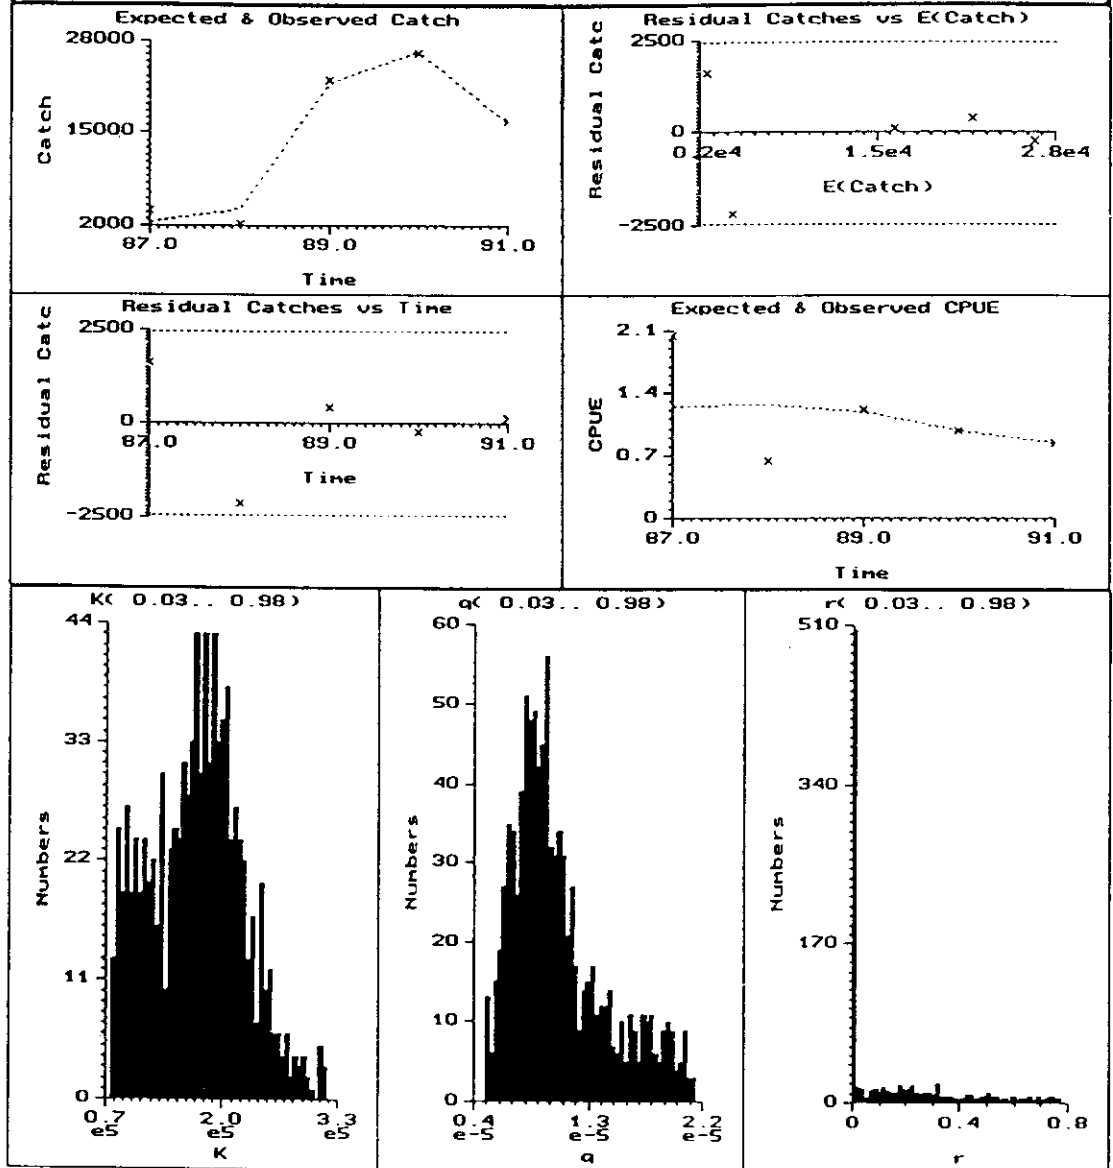 Expected & Observed Catch
28000
15000
2000
Catch
87.0 89.0 91.0
Time
Residual Catches vs E(Catch)
2500
0
-2500
Residual Catc
0.2e4 1.5e4 2.8e4
E(Catch)
Residual Catches vs Time
2500
0
-2500
Residual Catc
87.0 89.0 91.0
Time
Expected & Observed CPUE
2.1
1.4
0.7
0
CPUE
87.0 89.0 91.0
Time
K( 0.03.. 0.98)
44
33
22
11
0
Numbers
0.7 e5 2.0 e5 3.3 e5
K
q( 0.03.. 0.98)
60
50
40
30
20
10
0
Numbers
0.4 e-5 1.3 e-5 2.2 e-5
q
r( 0.03.. 0.98)
510
340
170
0
Numbers
0 0.4 0.8
r